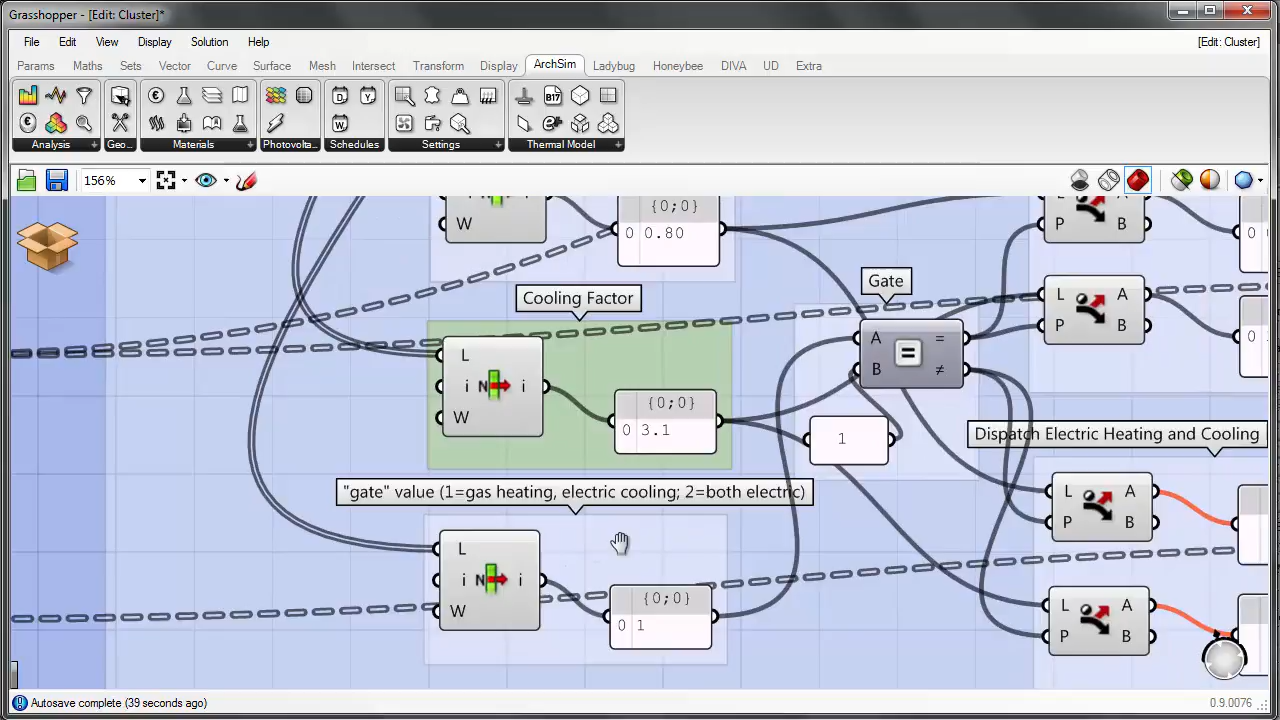 Grasshopper - [Edit: Cluster]*
File Edit View Display Solution Help [Edit: Cluster]
Params Maths Sets Vector Curve Surface Mesh Intersect Transform Display ArchSim Ladybug Honeybee DIVA UD Extra
B17
Analysis Geo... Materials Photovolta... Schedules Settings Thermal Model
156%
{0;0}
W 0 0.80 P B 0
Gate
Cooling Factor
L A
A =
P B 0
L
B ≠
i N i
{0;0}
W 0 3.1
1 Dispatch Electric Heating and Cooling
"gate" value (1=gas heating, electric cooling; 2=both electric)
L A
P B
L
i N i
{0;0}
W L A
0 1 P B
Autosave complete (39 seconds ago) 0.9.0076